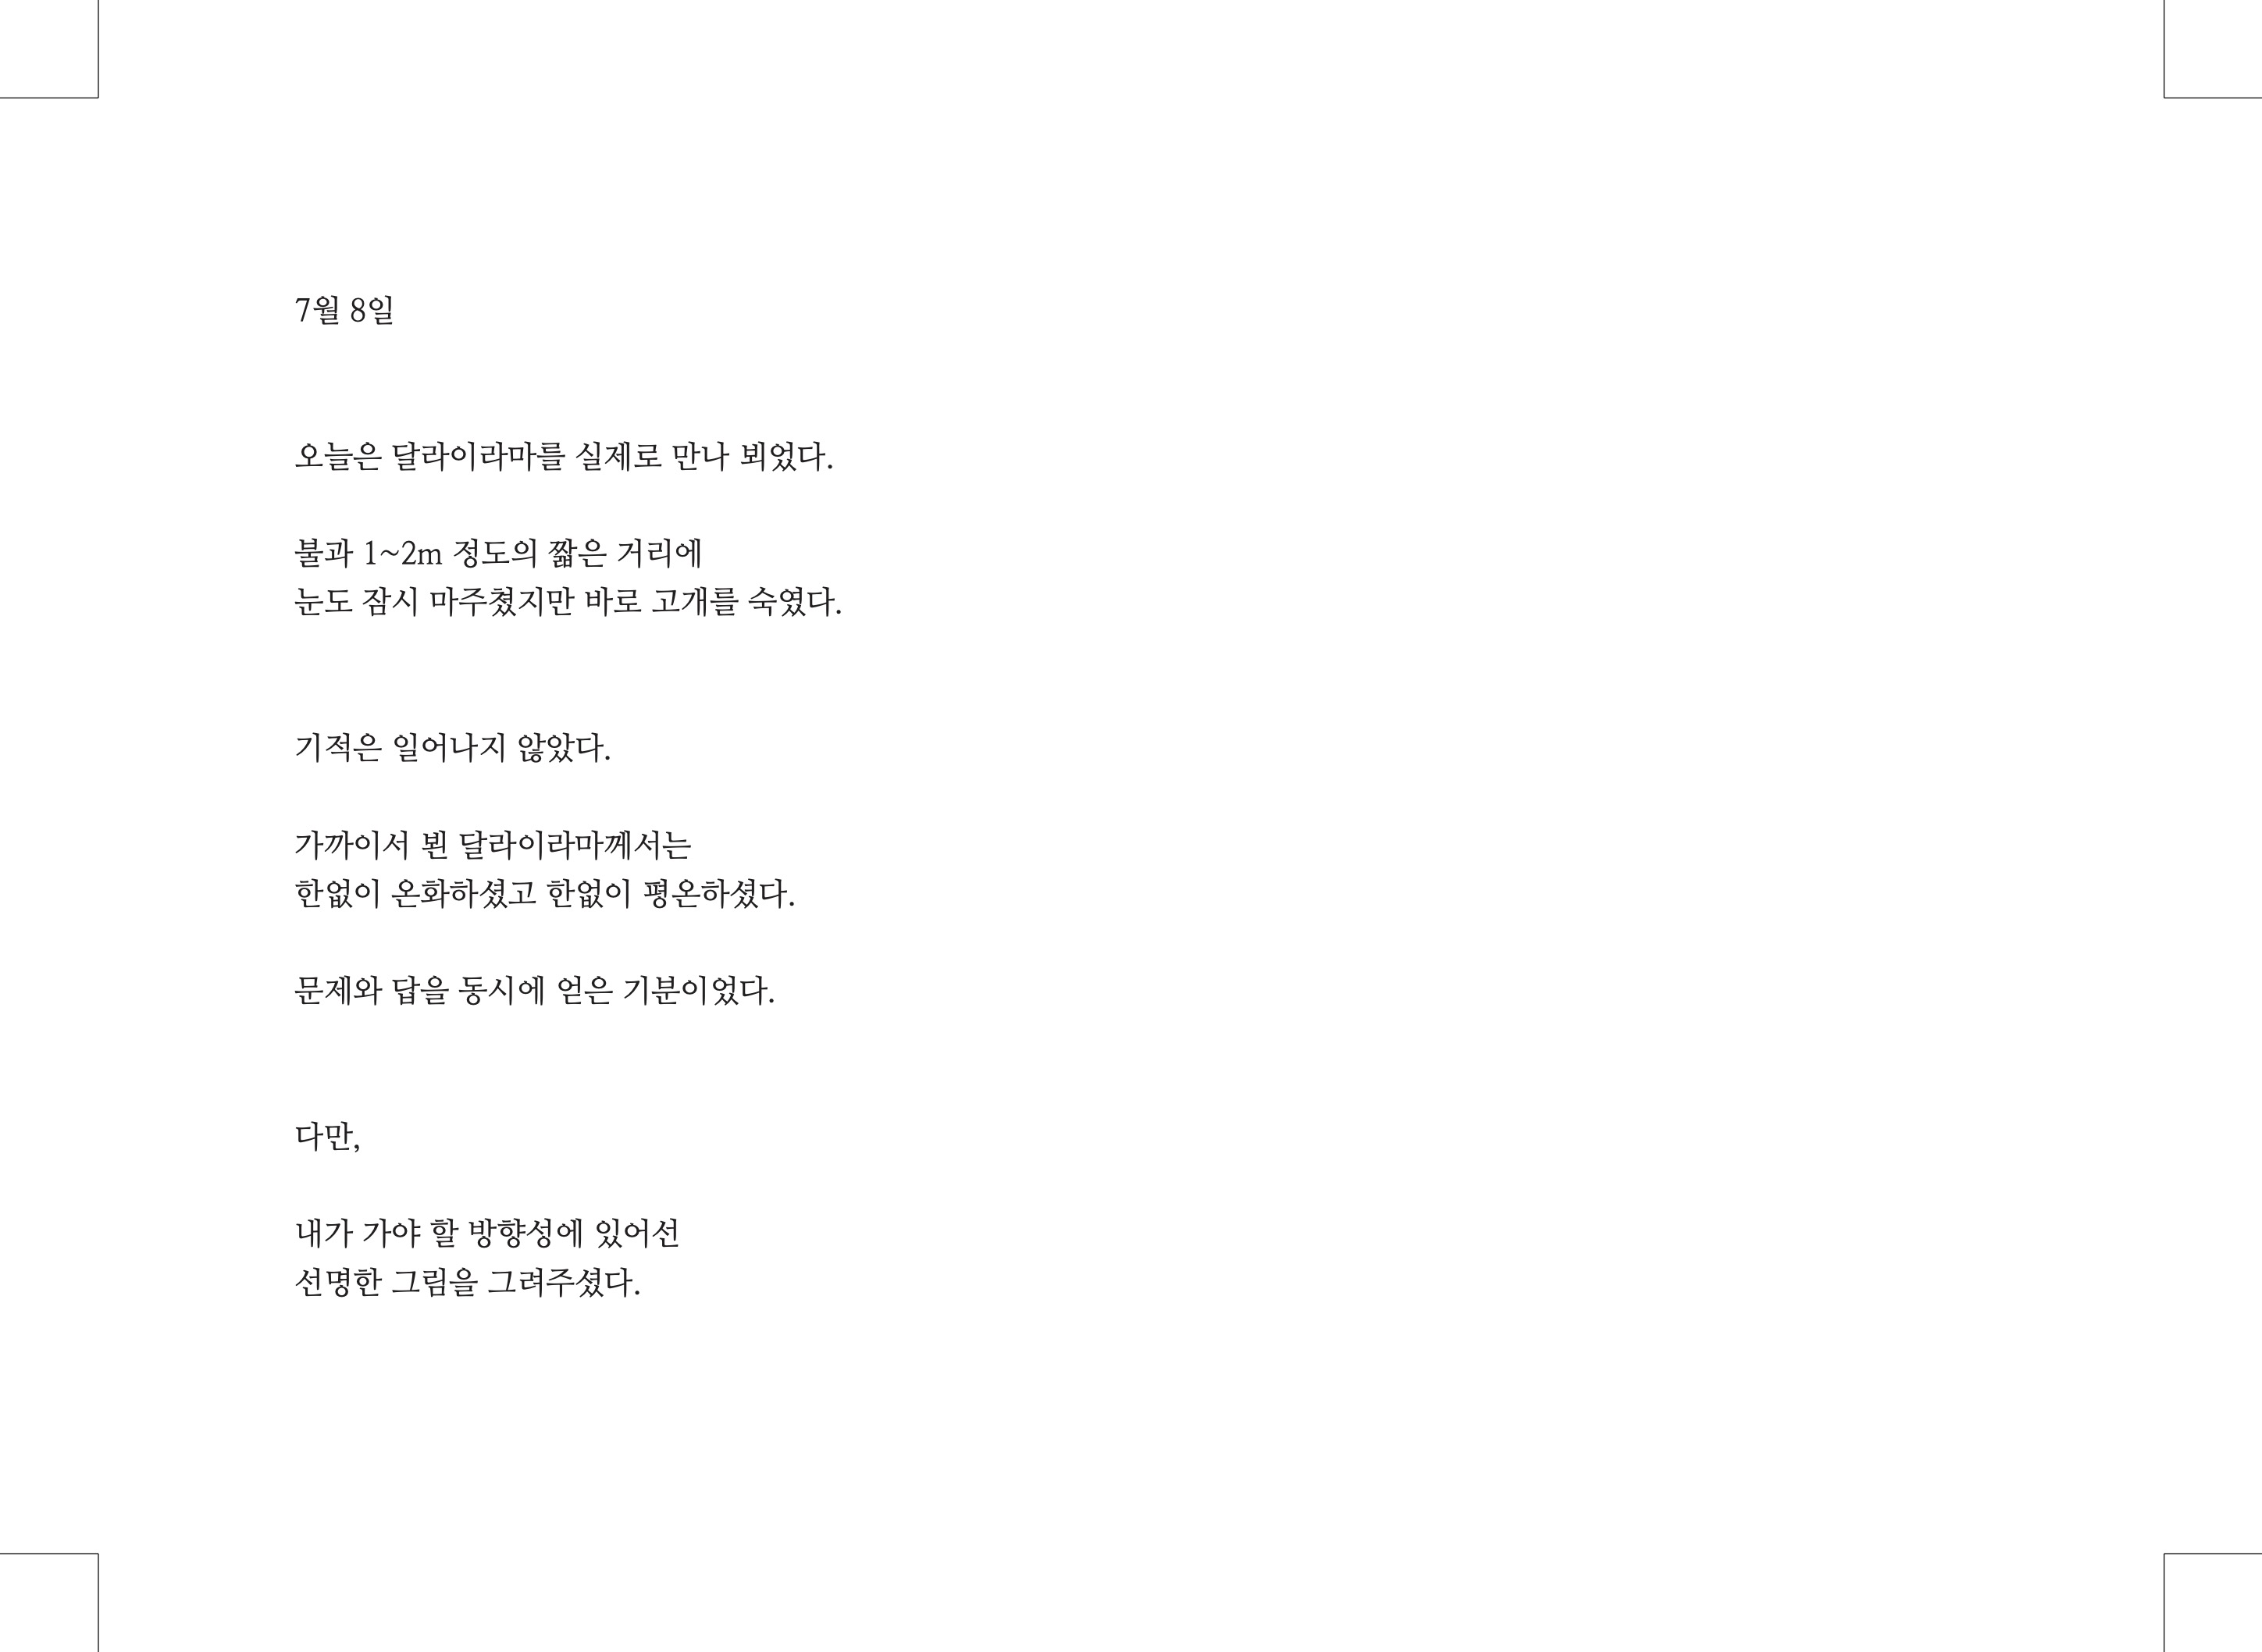 7월 8일
오늘은 달라이라마를 실제로 만나 뵈었다.
불과 1~2m 정도의 짧은 거리에
눈도 잠시 마주쳤지만 바로 고개를 숙였다.
기적은 일어나지 않았다.
가까이서 뵌 달라이라마께서는
한없이 온화하셨고 한없이 평온하셨다.
문제와 답을 동시에 얻은 기분이었다.
다만,
내가 가야 할 방향성에 있어선
선명한 그림을 그려주셨다.